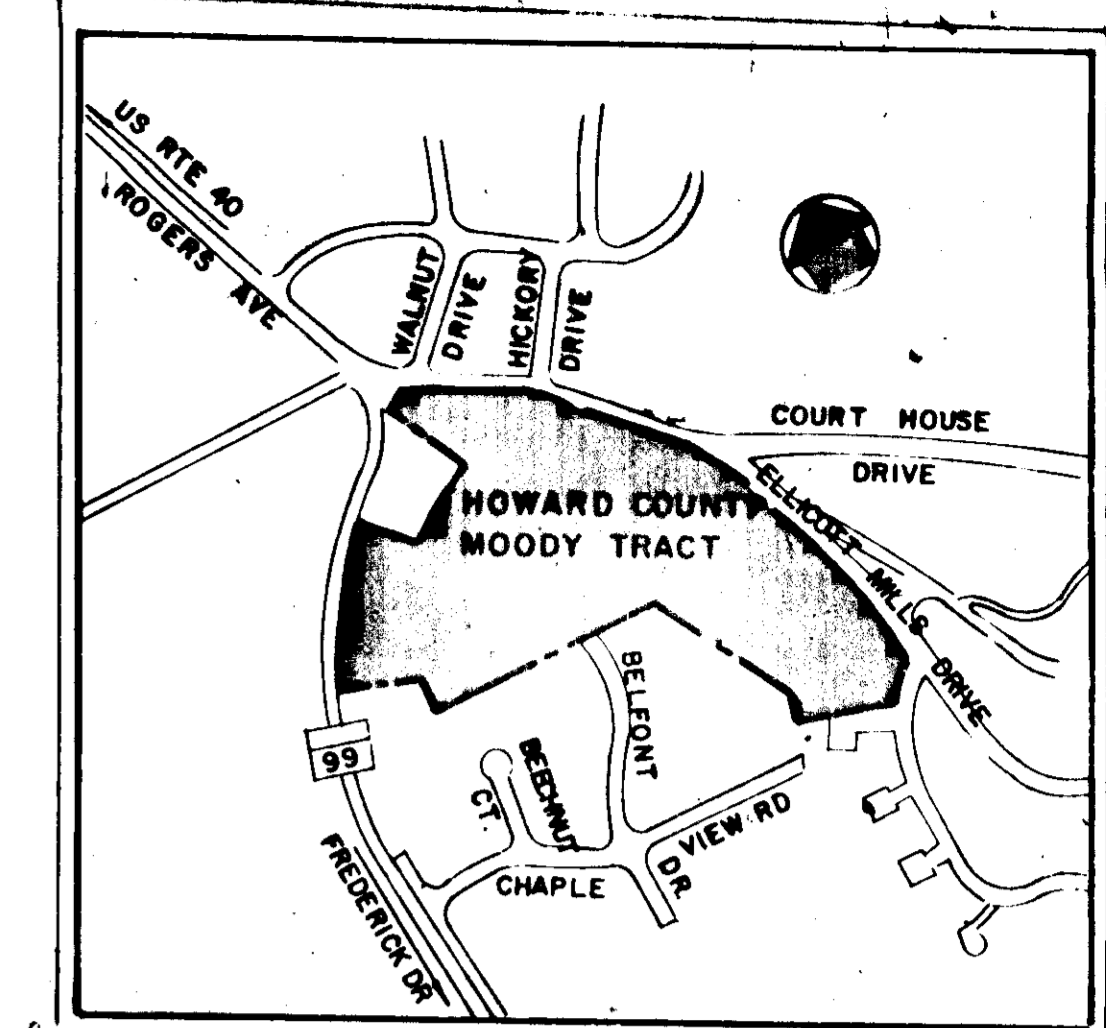 US RTE 40
ROGERS AVE
WALNUT
DRIVE
HICKORY
DRIVE
COURT HOUSE
DRIVE
ELLICOTT MILLS DRIVE
HOWARD COUNTY
MOODY TRACT
BELFONT
DR.
99
BEECHNUT
CT.
CHAPLE
VIEW RD
FREDERICK DR